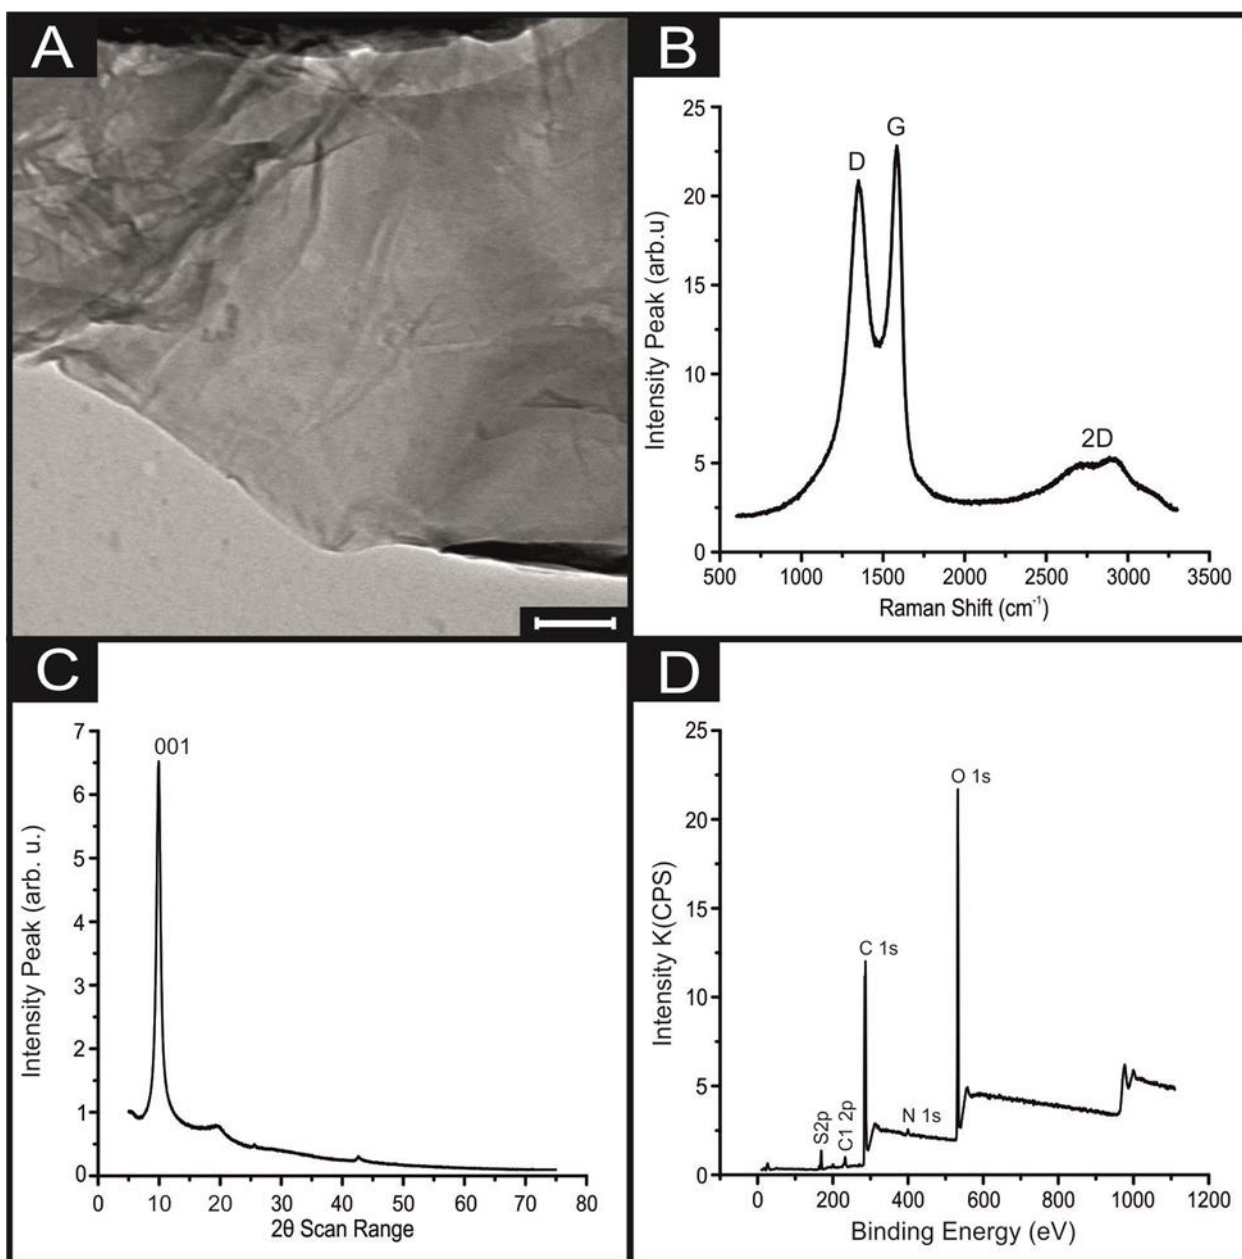 A
B
25
20
15
10
5
0
D
G
2D
Intensity Peak (arb.u)
500 1000 1500 2000 2500 3000 3500
Raman Shift (cm-1)
C
7
6
5
4
3
2
1
0
001
Intensity Peak (arb. u.)
0 10 20 30 40 50 60 70 80
2θ Scan Range
D
25
20
15
10
5
0
S2p
C1 2p
C 1s
N 1s
O 1s
Intensity K(CPS)
0 200 400 600 800 1000 1200
Binding Energy (eV)